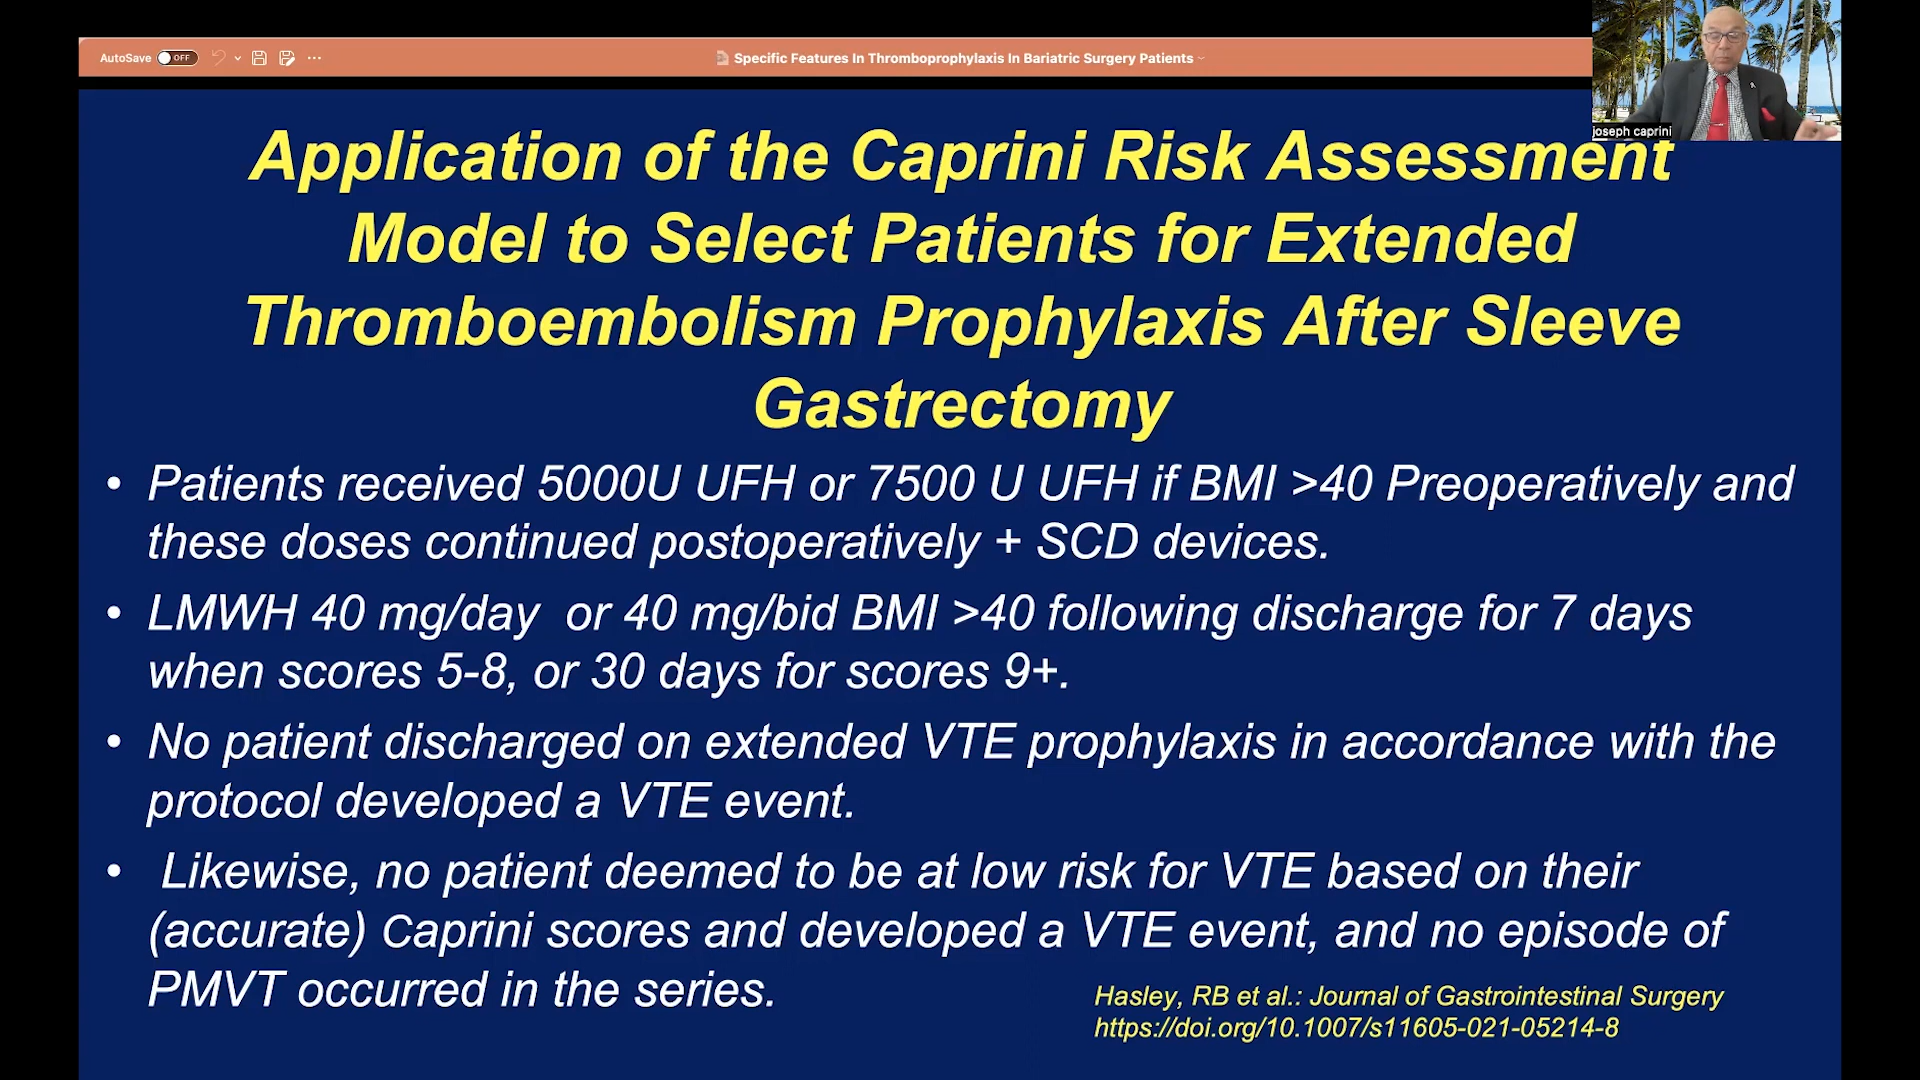 AutoSave OFF
Specific Features In Thromboprophylaxis In Bariatric Surgery Patients
joseph caprini
Application of the Caprini Risk Assessment
Model to Select Patients for Extended
Thromboembolism Prophylaxis After Sleeve
Gastrectomy
• Patients received 5000U UFH or 7500 U UFH if BMI >40 Preoperatively and
these doses continued postoperatively + SCD devices.
• LMWH 40 mg/day or 40 mg/bid BMI >40 following discharge for 7 days
when scores 5-8, or 30 days for scores 9+.
• No patient discharged on extended VTE prophylaxis in accordance with the
protocol developed a VTE event.
• Likewise, no patient deemed to be at low risk for VTE based on their
(accurate) Caprini scores and developed a VTE event, and no episode of
PMVT occurred in the series.
Hasley, RB et al.: Journal of Gastrointestinal Surgery
https://doi.org/10.1007/s11605-021-05214-8